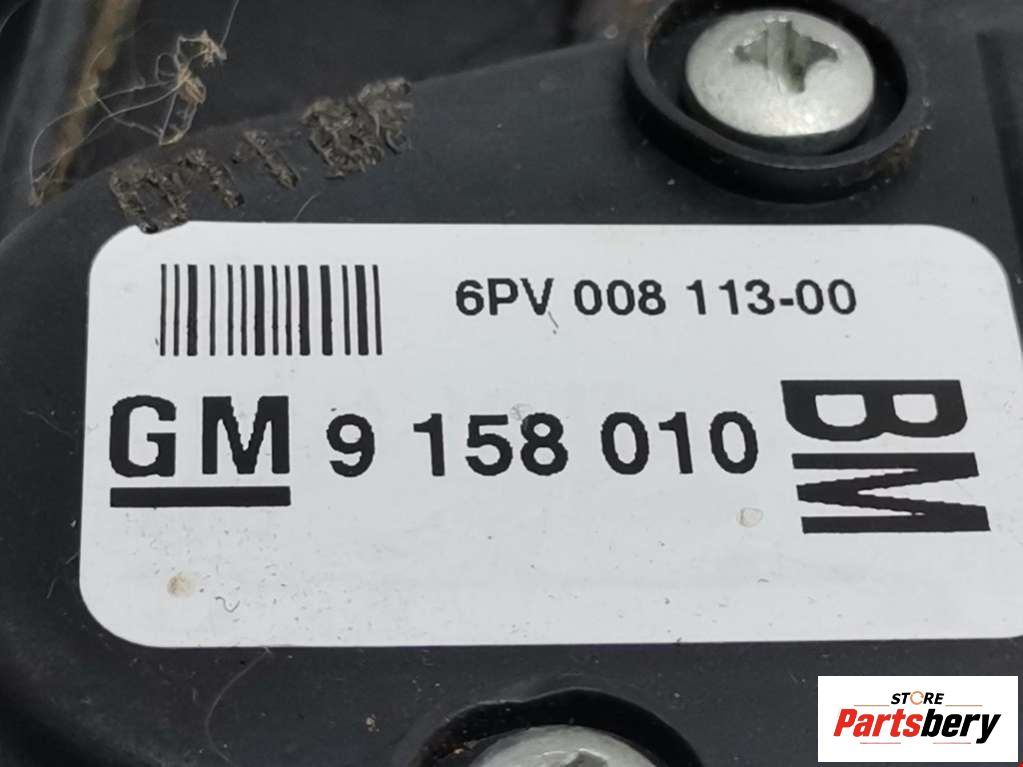 6PV 008 113-00
GM 9 158 010
BM
STORE
Partsbery